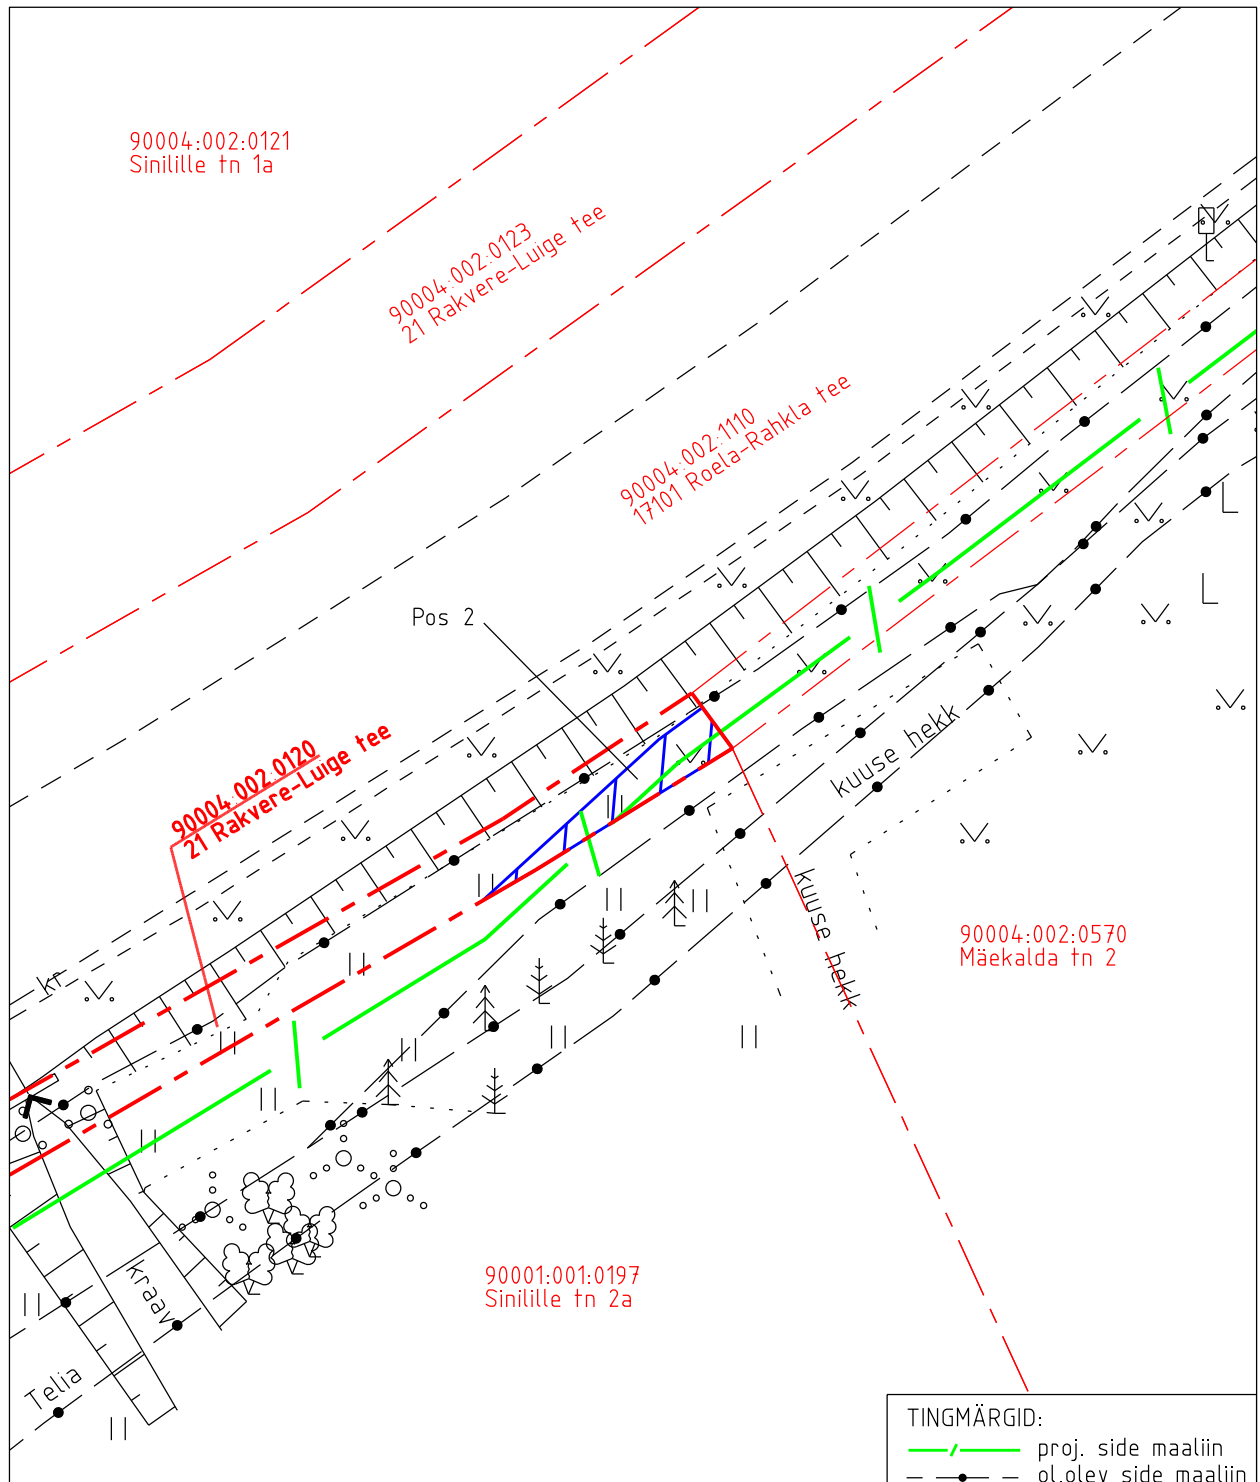 90004:002:0121
Sinilille tn 1a
90004:002:0123
21 Rakvere-Luige tee
90004:002:1110
17101 Roela-Rahkla tee
Pos 2
90004:002:0120
21 Rakvere-Luige tee
kuuse hekk
kuuse hekk
90004:002:0570
Mäekalda tn 2
kr
90001:001:0197
Sinilille tn 2a
kraav
Telia
TINGMÄRGID:
proj. side maaliin
ol.olev side maaliin